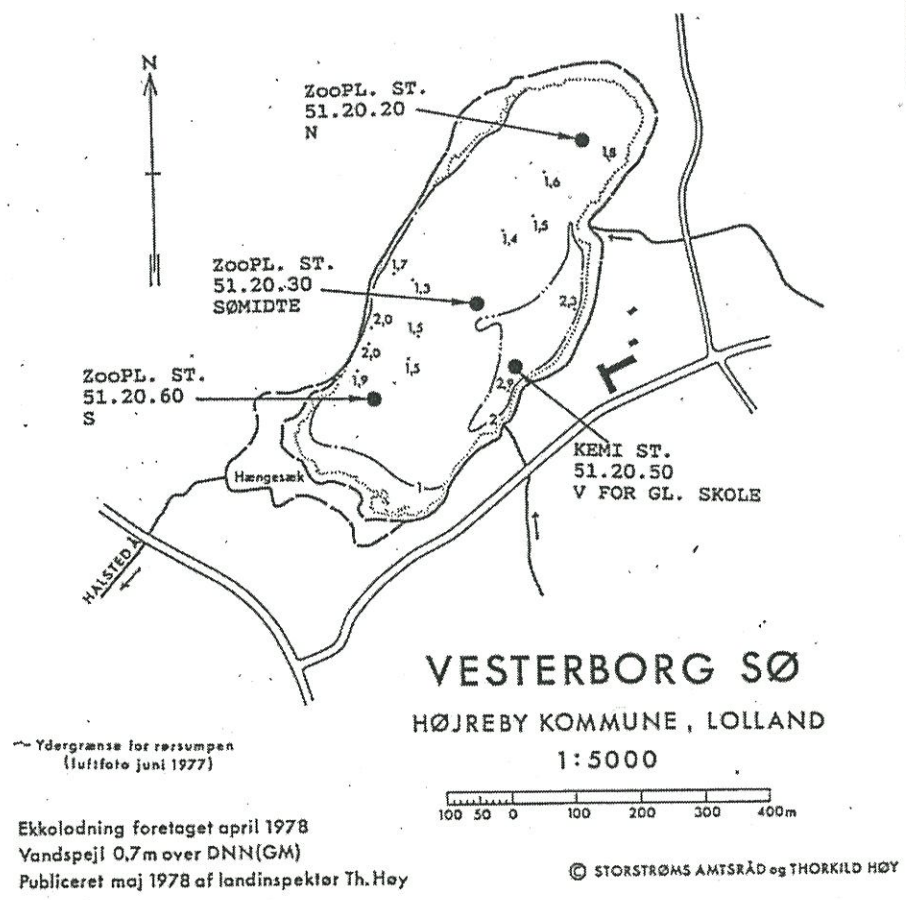 N
ZooPL. ST.
51.20.20
N
1,8
1,6
1,5
1,4
ZooPL. ST.
51.20.30
SØMIDTE
1,7
1,3
2,3
2,0
1,5
2,0
1,5
1,9
2,9
2
ZooPL. ST.
51.20.60
S
KEMI ST.
51.20.50
V FOR GL. SKOLE
Hængesæk
1
HALSTED Å
VESTERBORG SØ
HØJREBY KOMMUNE, LOLLAND
1:5000
100 50 0 100 200 300 400m
Ydergrænse for rørsumpen
(luftfoto juni 1977)
Ekkolodning foretaget april 1978
Vandspejl 0,7m over DNN(GM)
Publiceret maj 1978 af landinspektør Th. Høy
© STORSTRØMS AMTSRÅD og THORKILD HØY